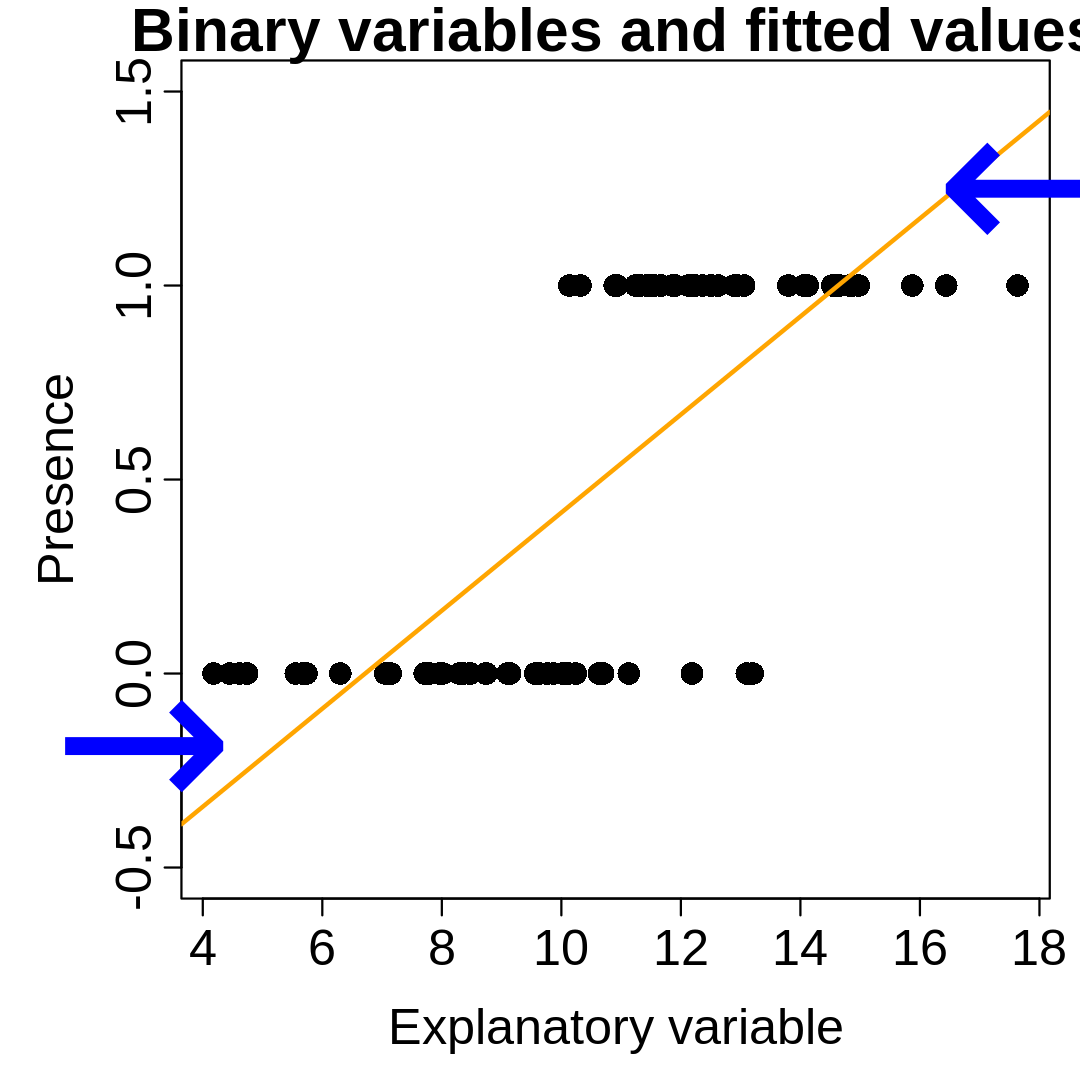 Binary variables and fitted values
1.5
1.0
0.5
0.0
-0.5
Presence
4 6 8 10 12 14 16 18
Explanatory variable